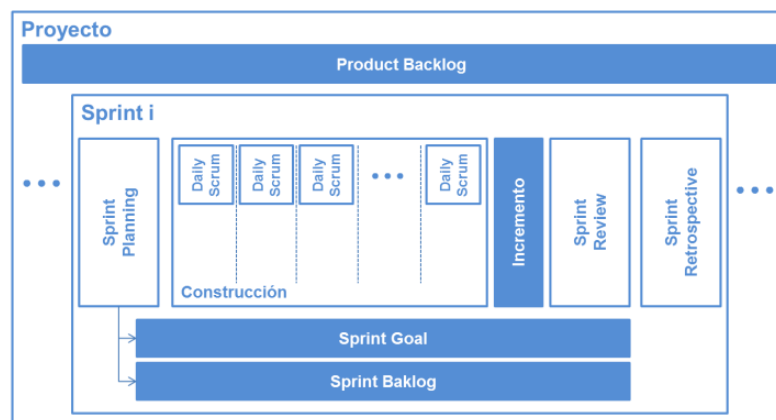 Proyecto
Product Backlog
Sprint i
Sprint
Planning
Daily
Scrum
Daily
Scrum
Daily
Scrum
Daily
Scrum
Construcción
Incremento
Sprint
Review
Sprint
Retrospective
Sprint Goal
Sprint Baklog